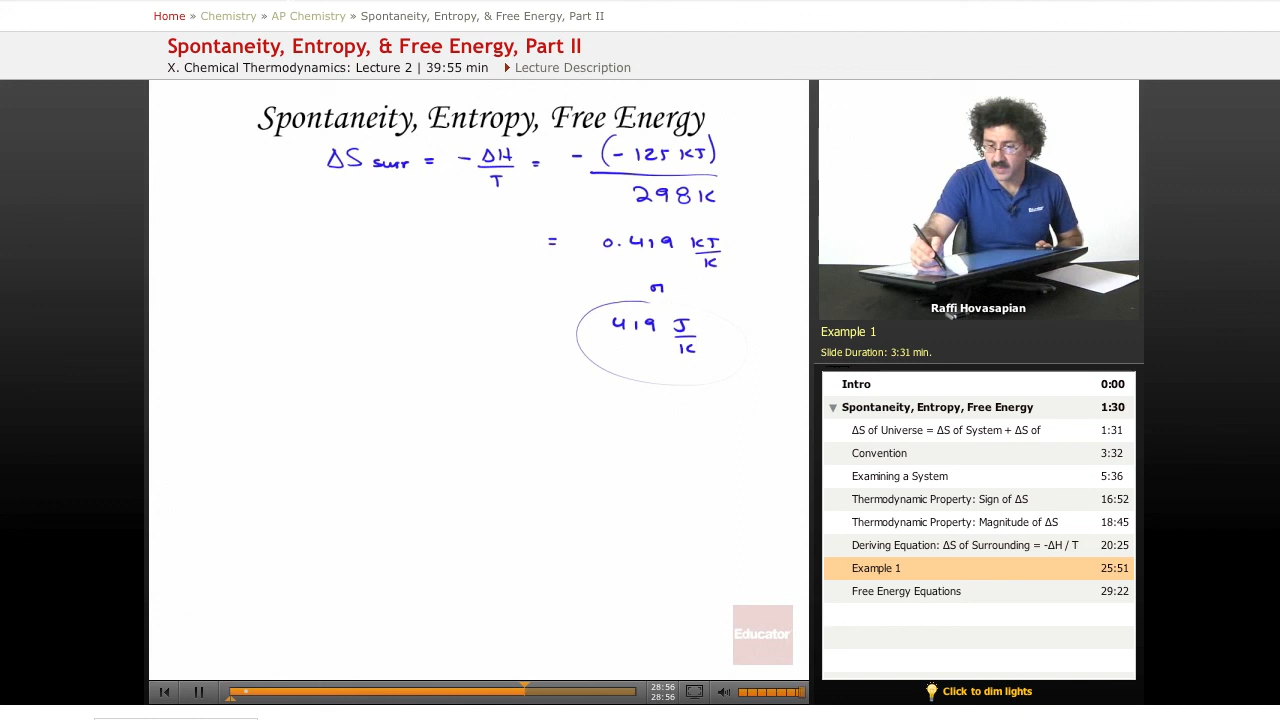 Home » Chemistry » AP Chemistry » Spontaneity, Entropy, & Free Energy, Part II
Spontaneity, Entropy, & Free Energy, Part II
X. Chemical Thermodynamics: Lecture 2 | 39:55 min Lecture Description
Spontaneity, Entropy, Free Energy
ΔS surr = - ΔH / T = - (-125 KJ) / 298 K
= 0.419 KJ / K
or
419 J / K
Educator
28:56
28:56
Educator
Raffi Hovasapian
Example 1
Slide Duration: 3:31 min.
Intro 0:00
Spontaneity, Entropy, Free Energy 1:30
ΔS of Universe = ΔS of System + ΔS of 1:31
Convention 3:32
Examining a System 5:36
Thermodynamic Property: Sign of ΔS 16:52
Thermodynamic Property: Magnitude of ΔS 18:45
Deriving Equation: ΔS of Surrounding = -ΔH / T 20:25
Example 1 25:51
Free Energy Equations 29:22
Click to dim lights